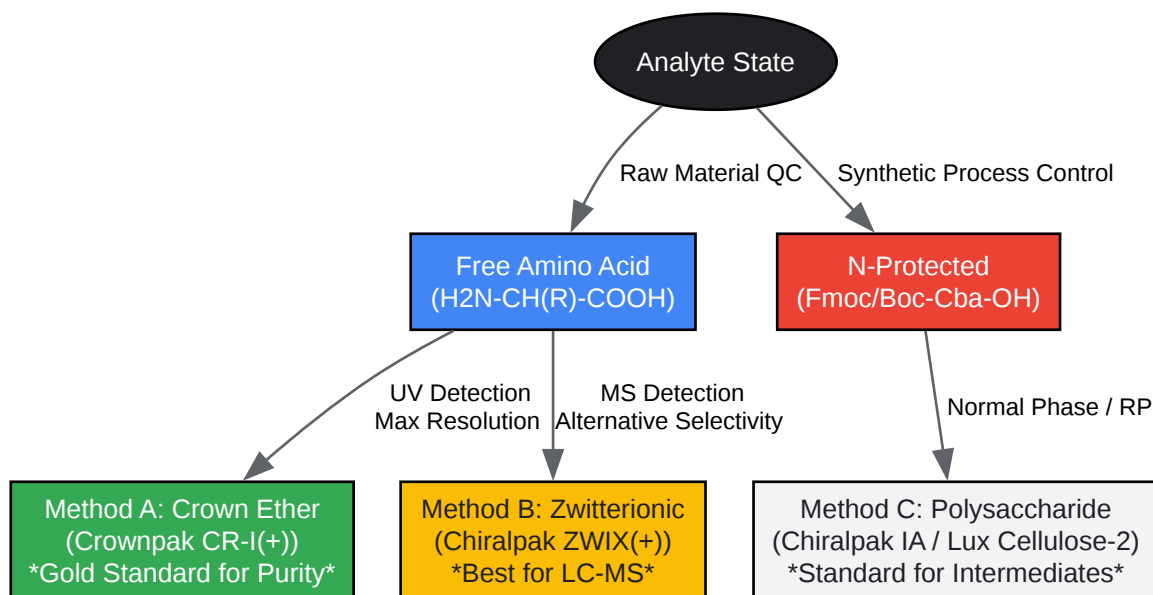 Analyte State
Raw Material QC
Synthetic Process Control
Free Amino Acid
(H2N-CH(R)-COOH)
N-Protected
(Fmoc/Boc-Cba-OH)
UV Detection
Max Resolution
MS Detection
Alternative Selectivity
Normal Phase / RP
Method A: Crown Ether
(Crownpak CR-I(+))
*Gold Standard for Purity*
Method B: Zwitterionic
(Chiralpak ZWIX(+))
*Best for LC-MS*
Method C: Polysaccharide
(Chiralpak IA / Lux Cellulose-2)
*Standard for Intermediates*